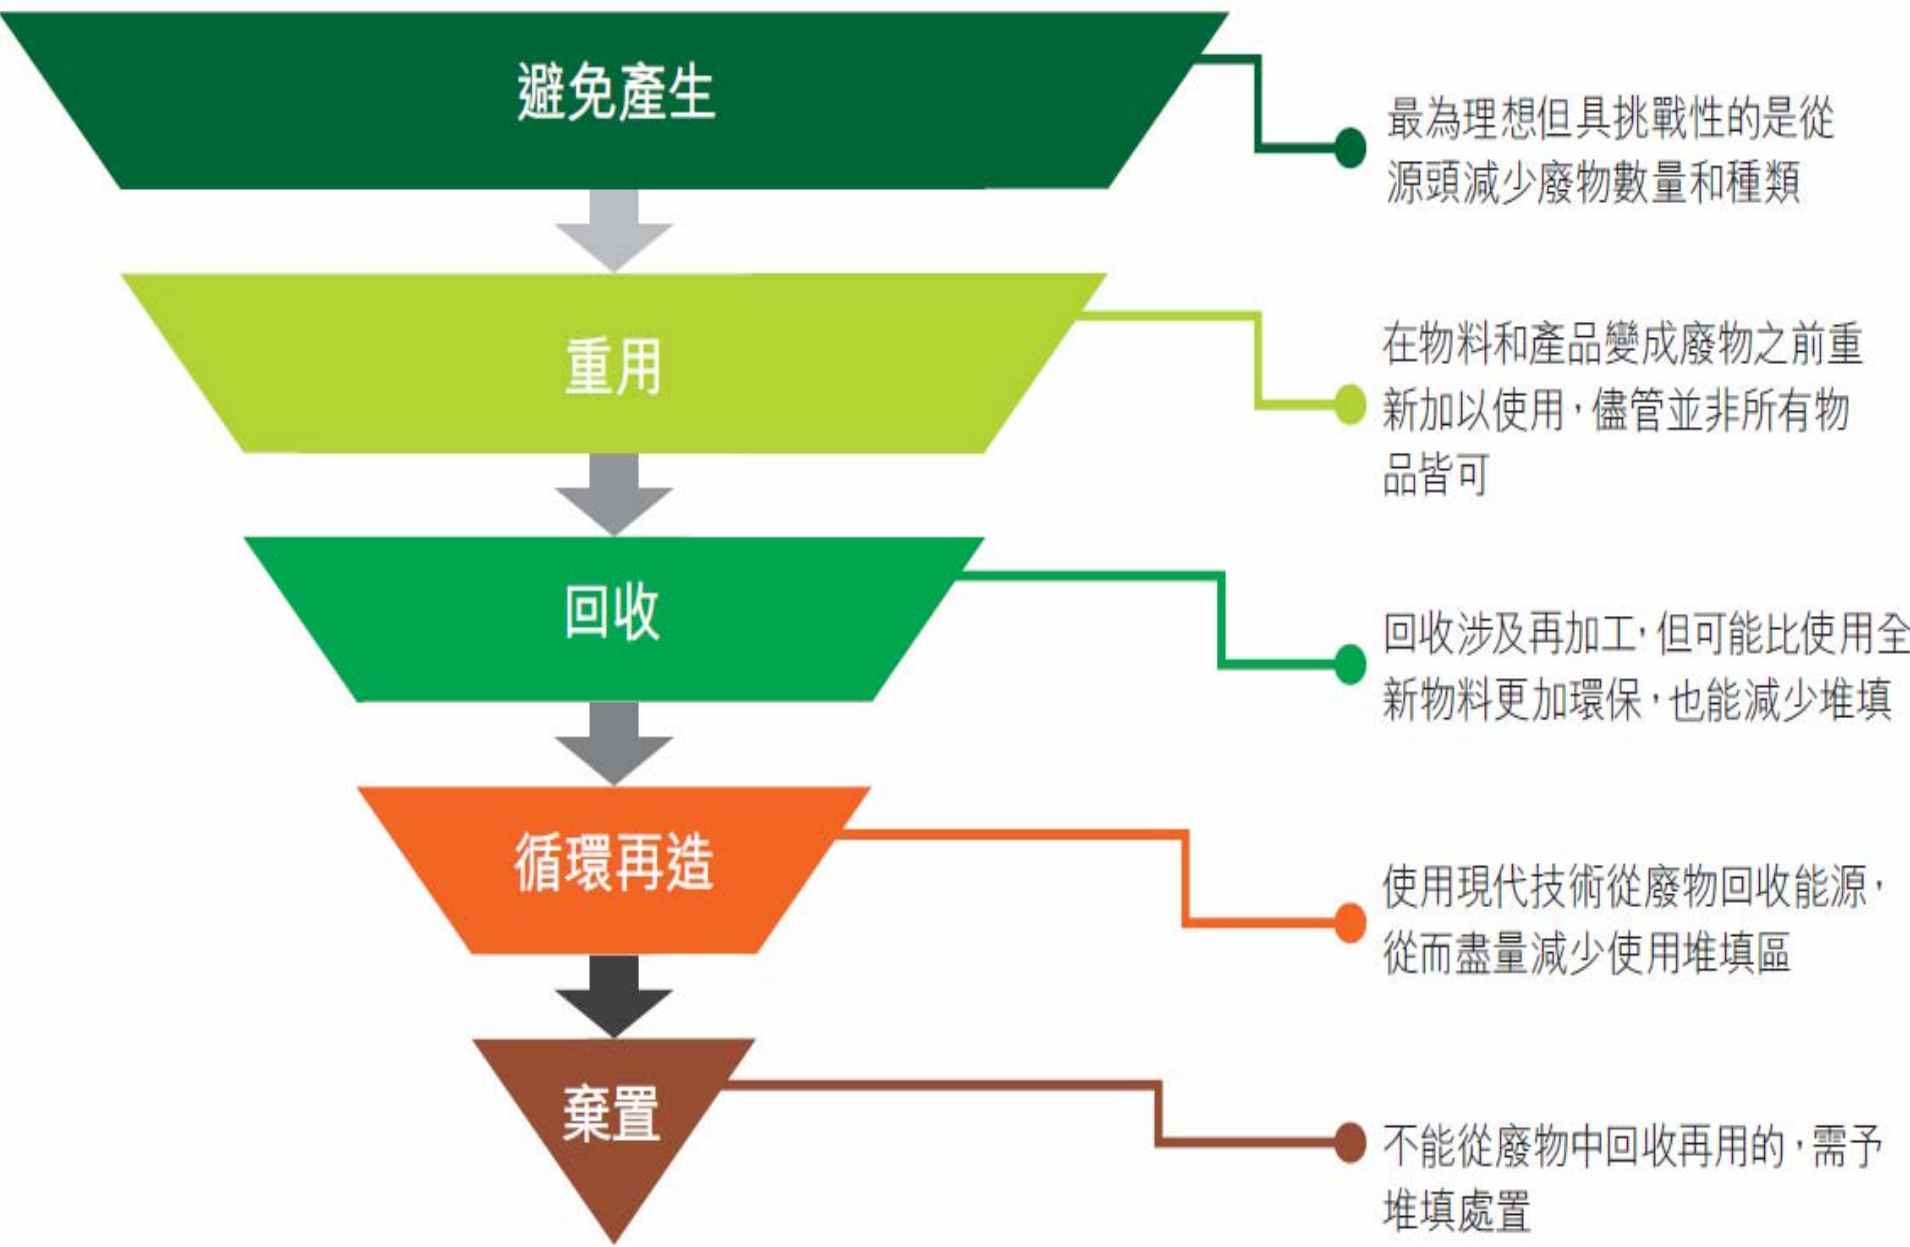 避免產生
最為理想但具挑戰性的是從
源頭減少廢物數量和種類
重用
在物料和產品變成廢物之前重
新加以使用，儘管並非所有物
品皆可
回收
回收涉及再加工，但可能比使用全
新物料更加環保，也能減少堆填
循環再造
使用現代技術從廢物回收能源，
從而盡量減少使用堆填區
棄置
不能從廢物中回收再用的，需予
堆填處置